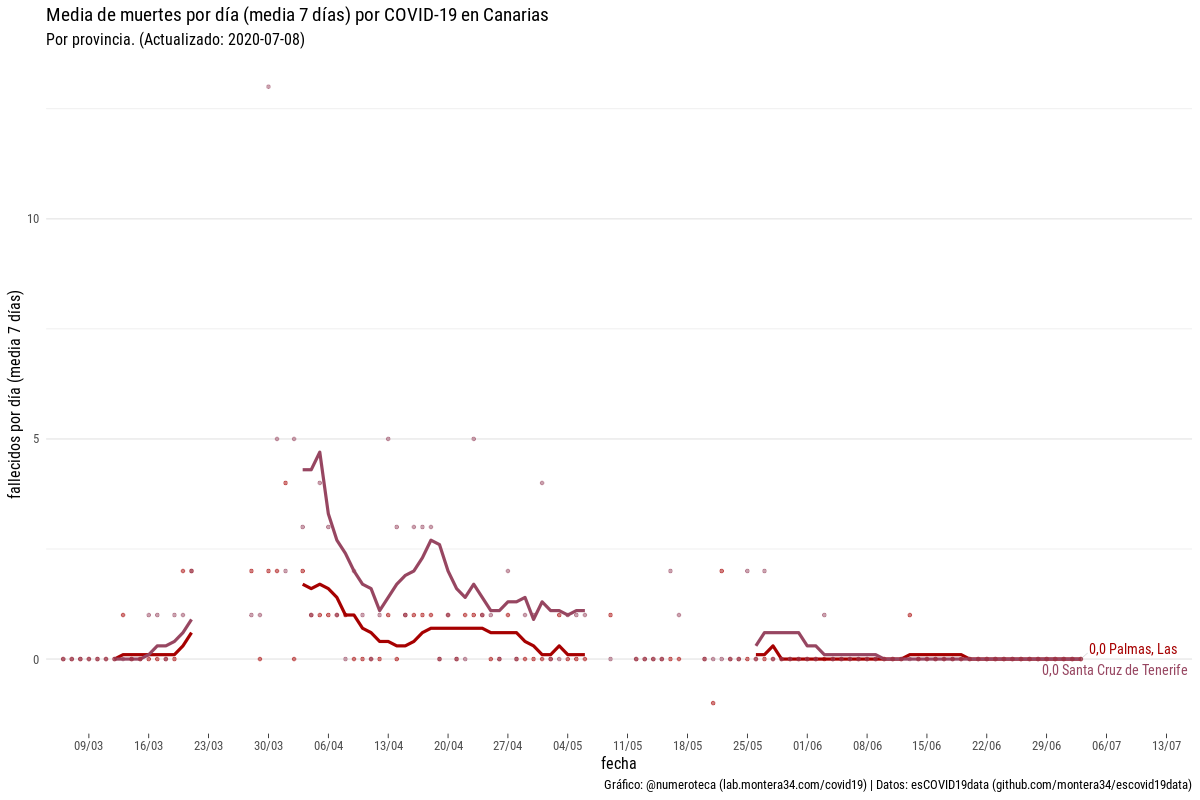 Media de muertes por día (media 7 días) por COVID-19 en Canarias
Por provincia. (Actualizado: 2020-07-08)
fallecidos por día (media 7 días)
10
5
0
0,0 Palmas, Las
0,0 Santa Cruz de Tenerife
09/03 16/03 23/03 30/03 06/04 13/04 20/04 27/04 04/05 11/05 18/05 25/05 01/06 08/06 15/06 22/06 29/06 06/07 13/07
fecha
Gráfico: @numeroteca (lab.montera34.com/covid19) | Datos: esCOVID19data (github.com/montera34/escovid19data)